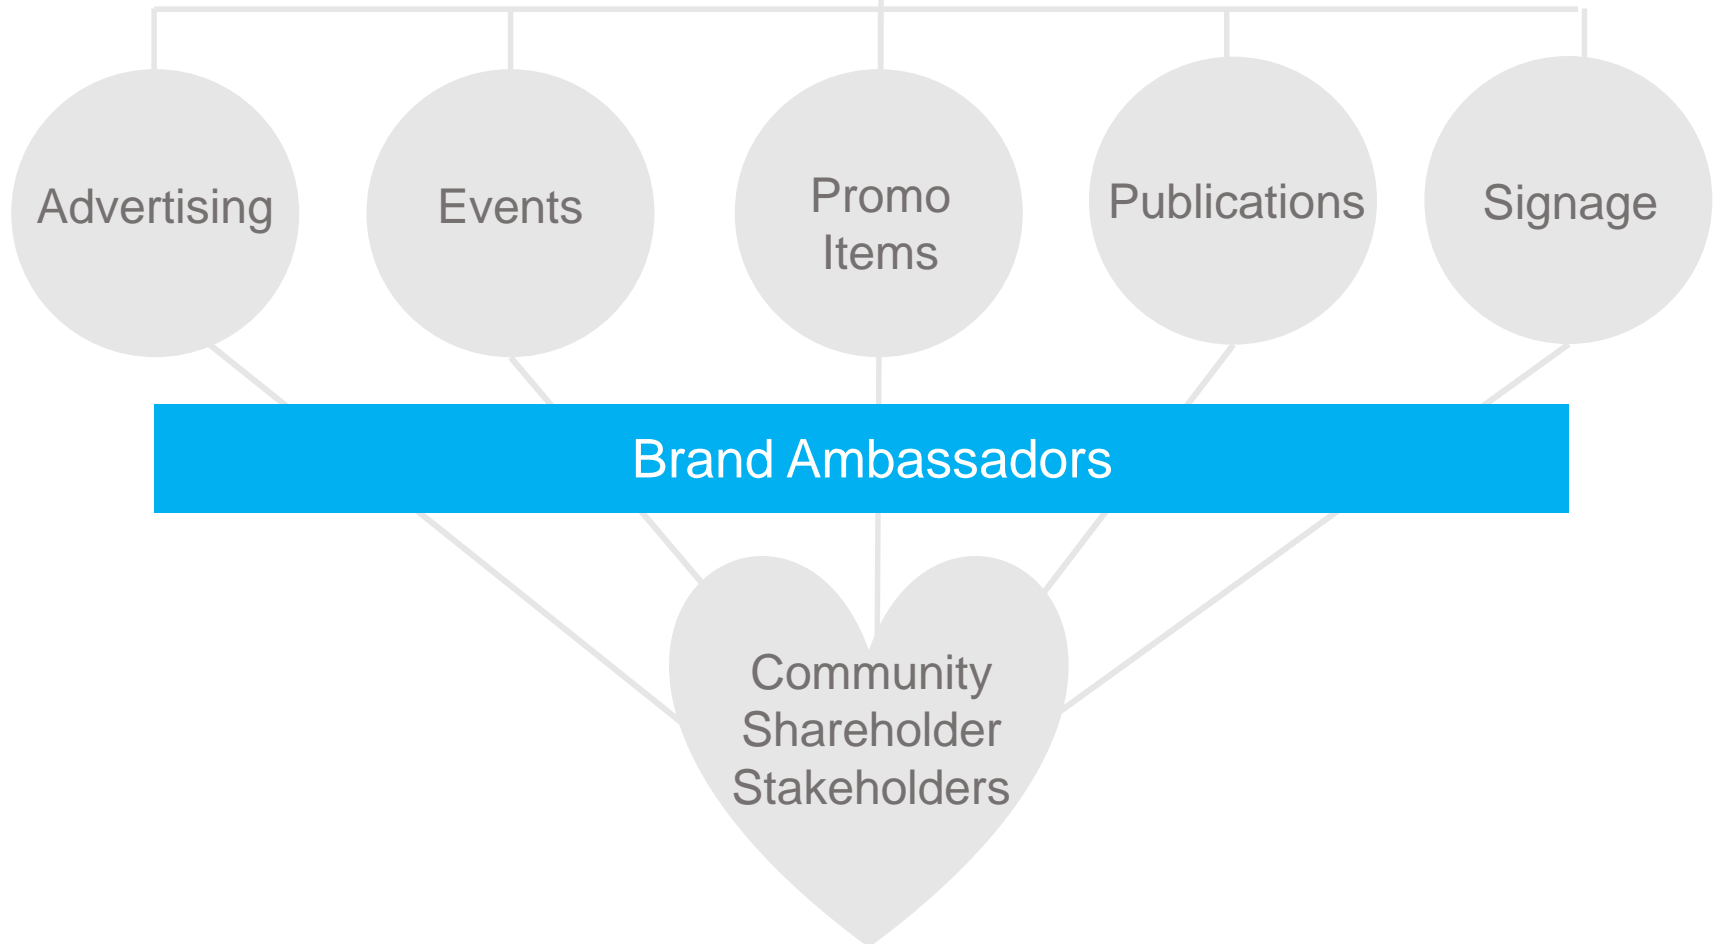 Advertising
Events
Promo
Items
Publications
Signage
Brand Ambassadors
Community
Shareholder
Stakeholders